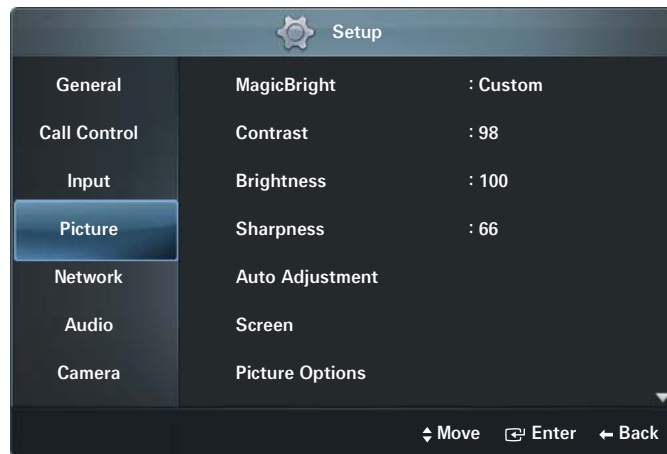 Setup
General
Call Control
Input
Picture
Network
Audio
Camera
MagicBright : Custom
Contrast : 98
Brightness : 100
Sharpness : 66
Auto Adjustment
Screen
Picture Options
Move Enter Back